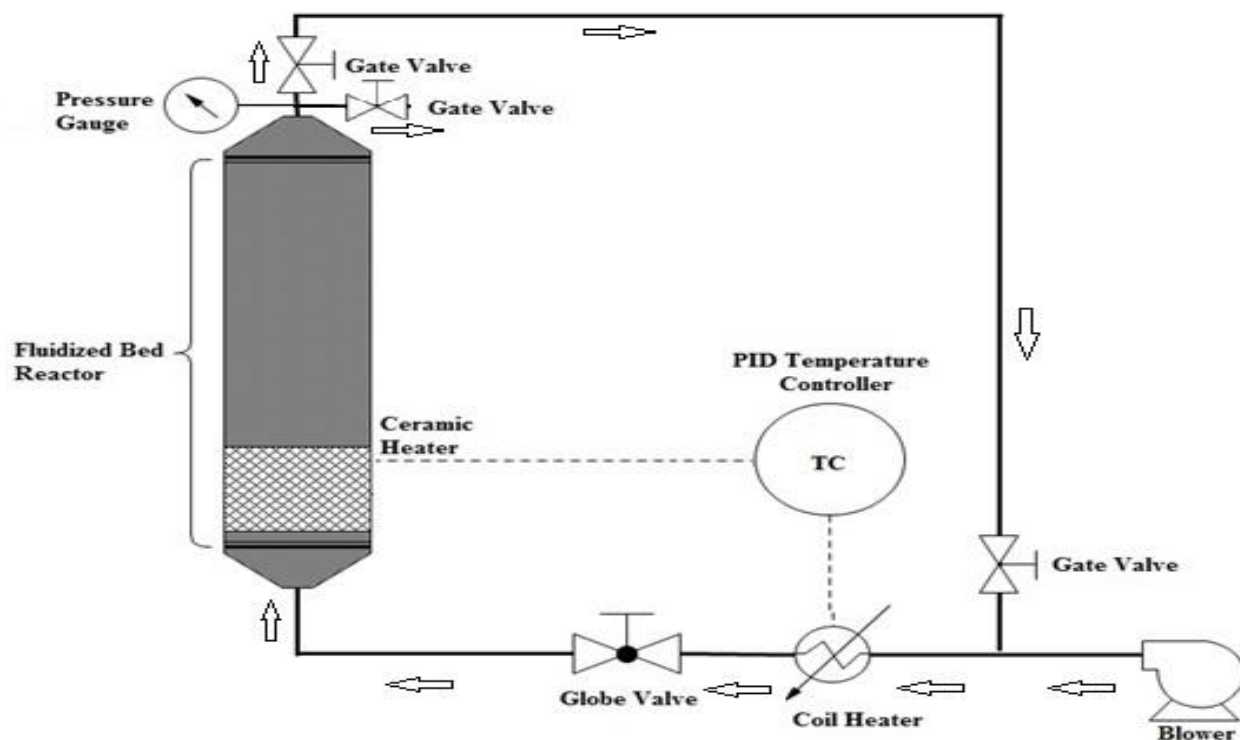 Gate Valve
Pressure
Gauge
Gate Valve
Fluidized Bed
Reactor
PID Temperature
Controller
Ceramic
Heater
TC
Gate Valve
Globe Valve
Coil Heater
Blower